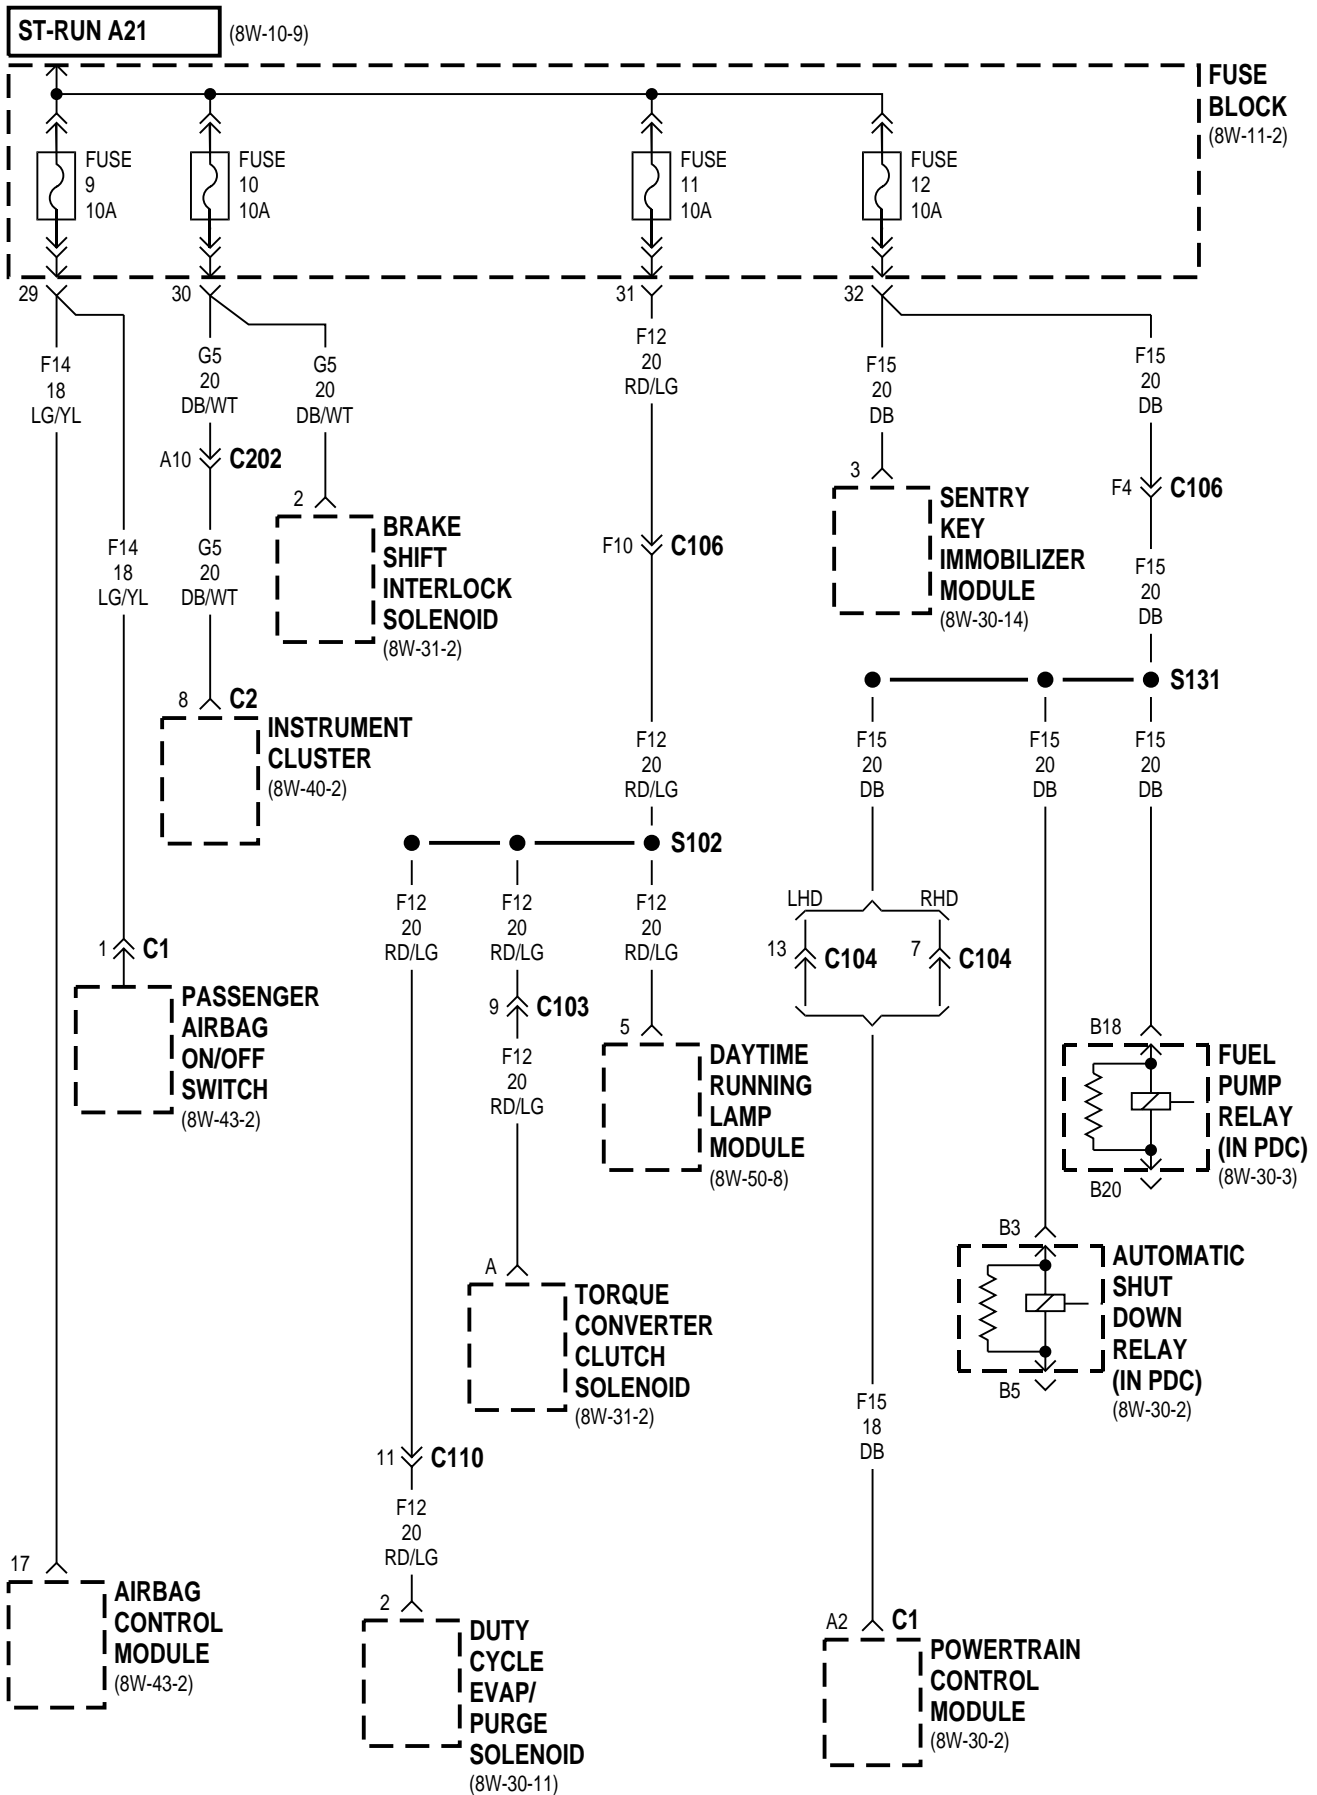 ST-RUN A21
(8W-10-9)
FUSE
BLOCK
(8W-11-2)
FUSE
9
10A
FUSE
10
10A
FUSE
11
10A
FUSE
12
10A
29
30
31
32
F14
18
LG/YL
G5
20
DB/WT
G5
20
DB/WT
F12
20
RD/LG
F15
20
DB
F15
20
DB
A10
C202
3
F4
C106
2
SENTRY
KEY
IMMOBILIZER
MODULE
(8W-30-14)
BRAKE
SHIFT
INTERLOCK
SOLENOID
(8W-31-2)
F14
18
LG/YL
G5
20
DB/WT
F10
C106
F15
20
DB
8
C2
INSTRUMENT
CLUSTER
(8W-40-2)
S131
F12
20
RD/LG
F15
20
DB
F15
20
DB
F15
20
DB
S102
F12
20
RD/LG
F12
20
RD/LG
F12
20
RD/LG
LHD
RHD
1
C1
13
C104
7
C104
PASSENGER
AIRBAG
ON/OFF
SWITCH
(8W-43-2)
9
C103
F12
20
RD/LG
5
DAYTIME
RUNNING
LAMP
MODULE
(8W-50-8)
B18
FUEL
PUMP
RELAY
(IN PDC)
(8W-30-3)
B20
B3
AUTOMATIC
SHUT
DOWN
RELAY
(IN PDC)
(8W-30-2)
B5
A
TORQUE
CONVERTER
CLUTCH
SOLENOID
(8W-31-2)
F15
18
DB
11
C110
F12
20
RD/LG
17
AIRBAG
CONTROL
MODULE
(8W-43-2)
2
DUTY
CYCLE
EVAP/
PURGE
SOLENOID
(8W-30-11)
A2
C1
POWERTRAIN
CONTROL
MODULE
(8W-30-2)